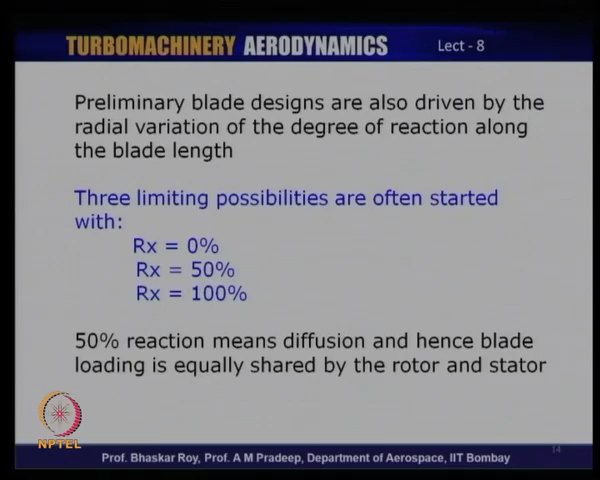 TURBOMACHINERY AERODYNAMICS Lect - 8
Preliminary blade designs are also driven by the
radial variation of the degree of reaction along
the blade length
Three limiting possibilities are often started
with:
Rx = 0%
Rx = 50%
Rx = 100%
50% reaction means diffusion and hence blade
loading is equally shared by the rotor and stator
NPTEL
14
Prof. Bhaskar Roy, Prof. A M Pradeep, Department of Aerospace, IIT Bombay